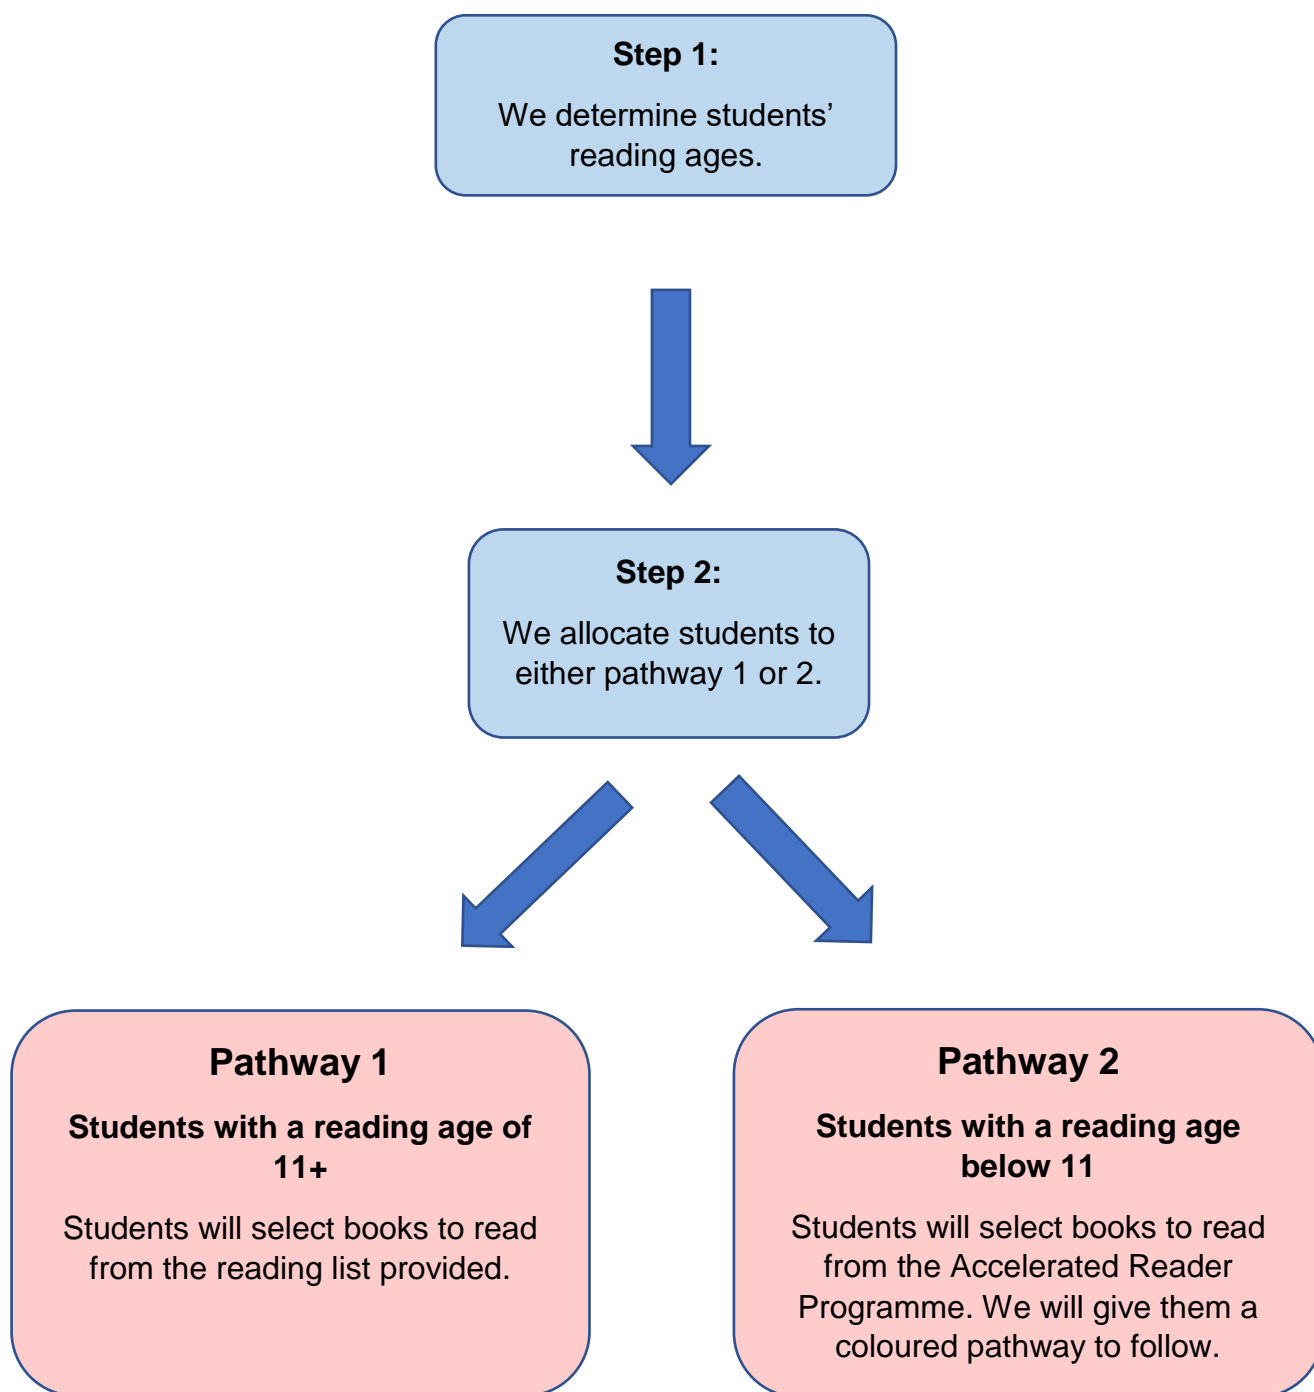 Step 1:
We determine students’
reading ages.
Step 2:
We allocate students to
either pathway 1 or 2.
Pathway 1
Students with a reading age of
11+
Students will select books to read
from the reading list provided.
Pathway 2
Students with a reading age
below 11
Students will select books to read
from the Accelerated Reader
Programme. We will give them a
coloured pathway to follow.